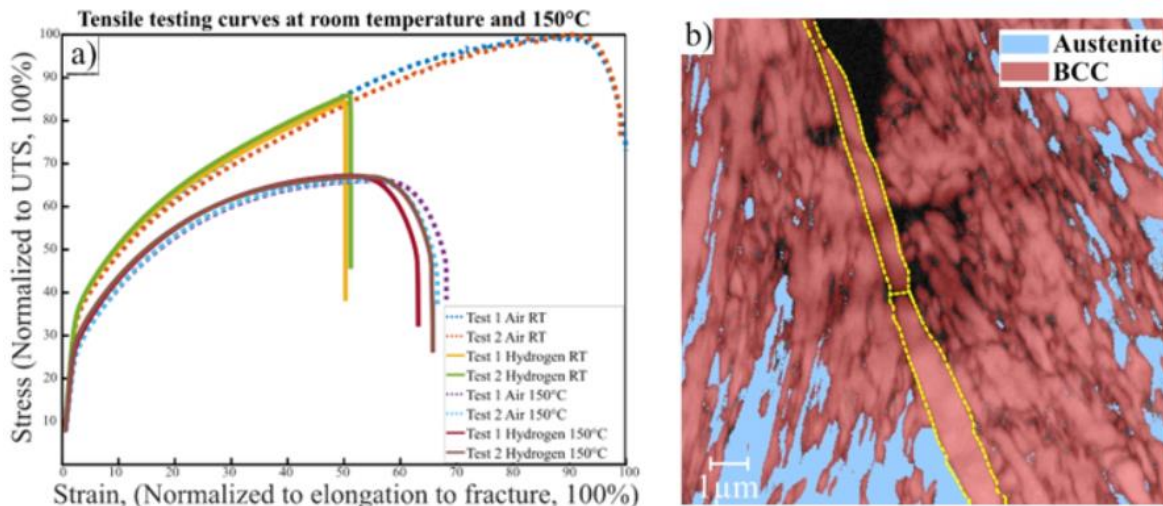 Tensile testing curves at room temperature and 150°C
a)
Stress (Normalized to UTS, 100%)
100
90
80
70
60
50
40
30
20
10
0 10 20 30 40 50 60 70 80 90 100
Strain, (Normalized to elongation to fracture, 100%)
Test 1 Air RT
Test 2 Air RT
Test 1 Hydrogen RT
Test 2 Hydrogen RT
Test 1 Air 150°C
Test 2 Air 150°C
Test 1 Hydrogen 150°C
Test 2 Hydrogen 150°C
b)
Austenite
BCC
1μm